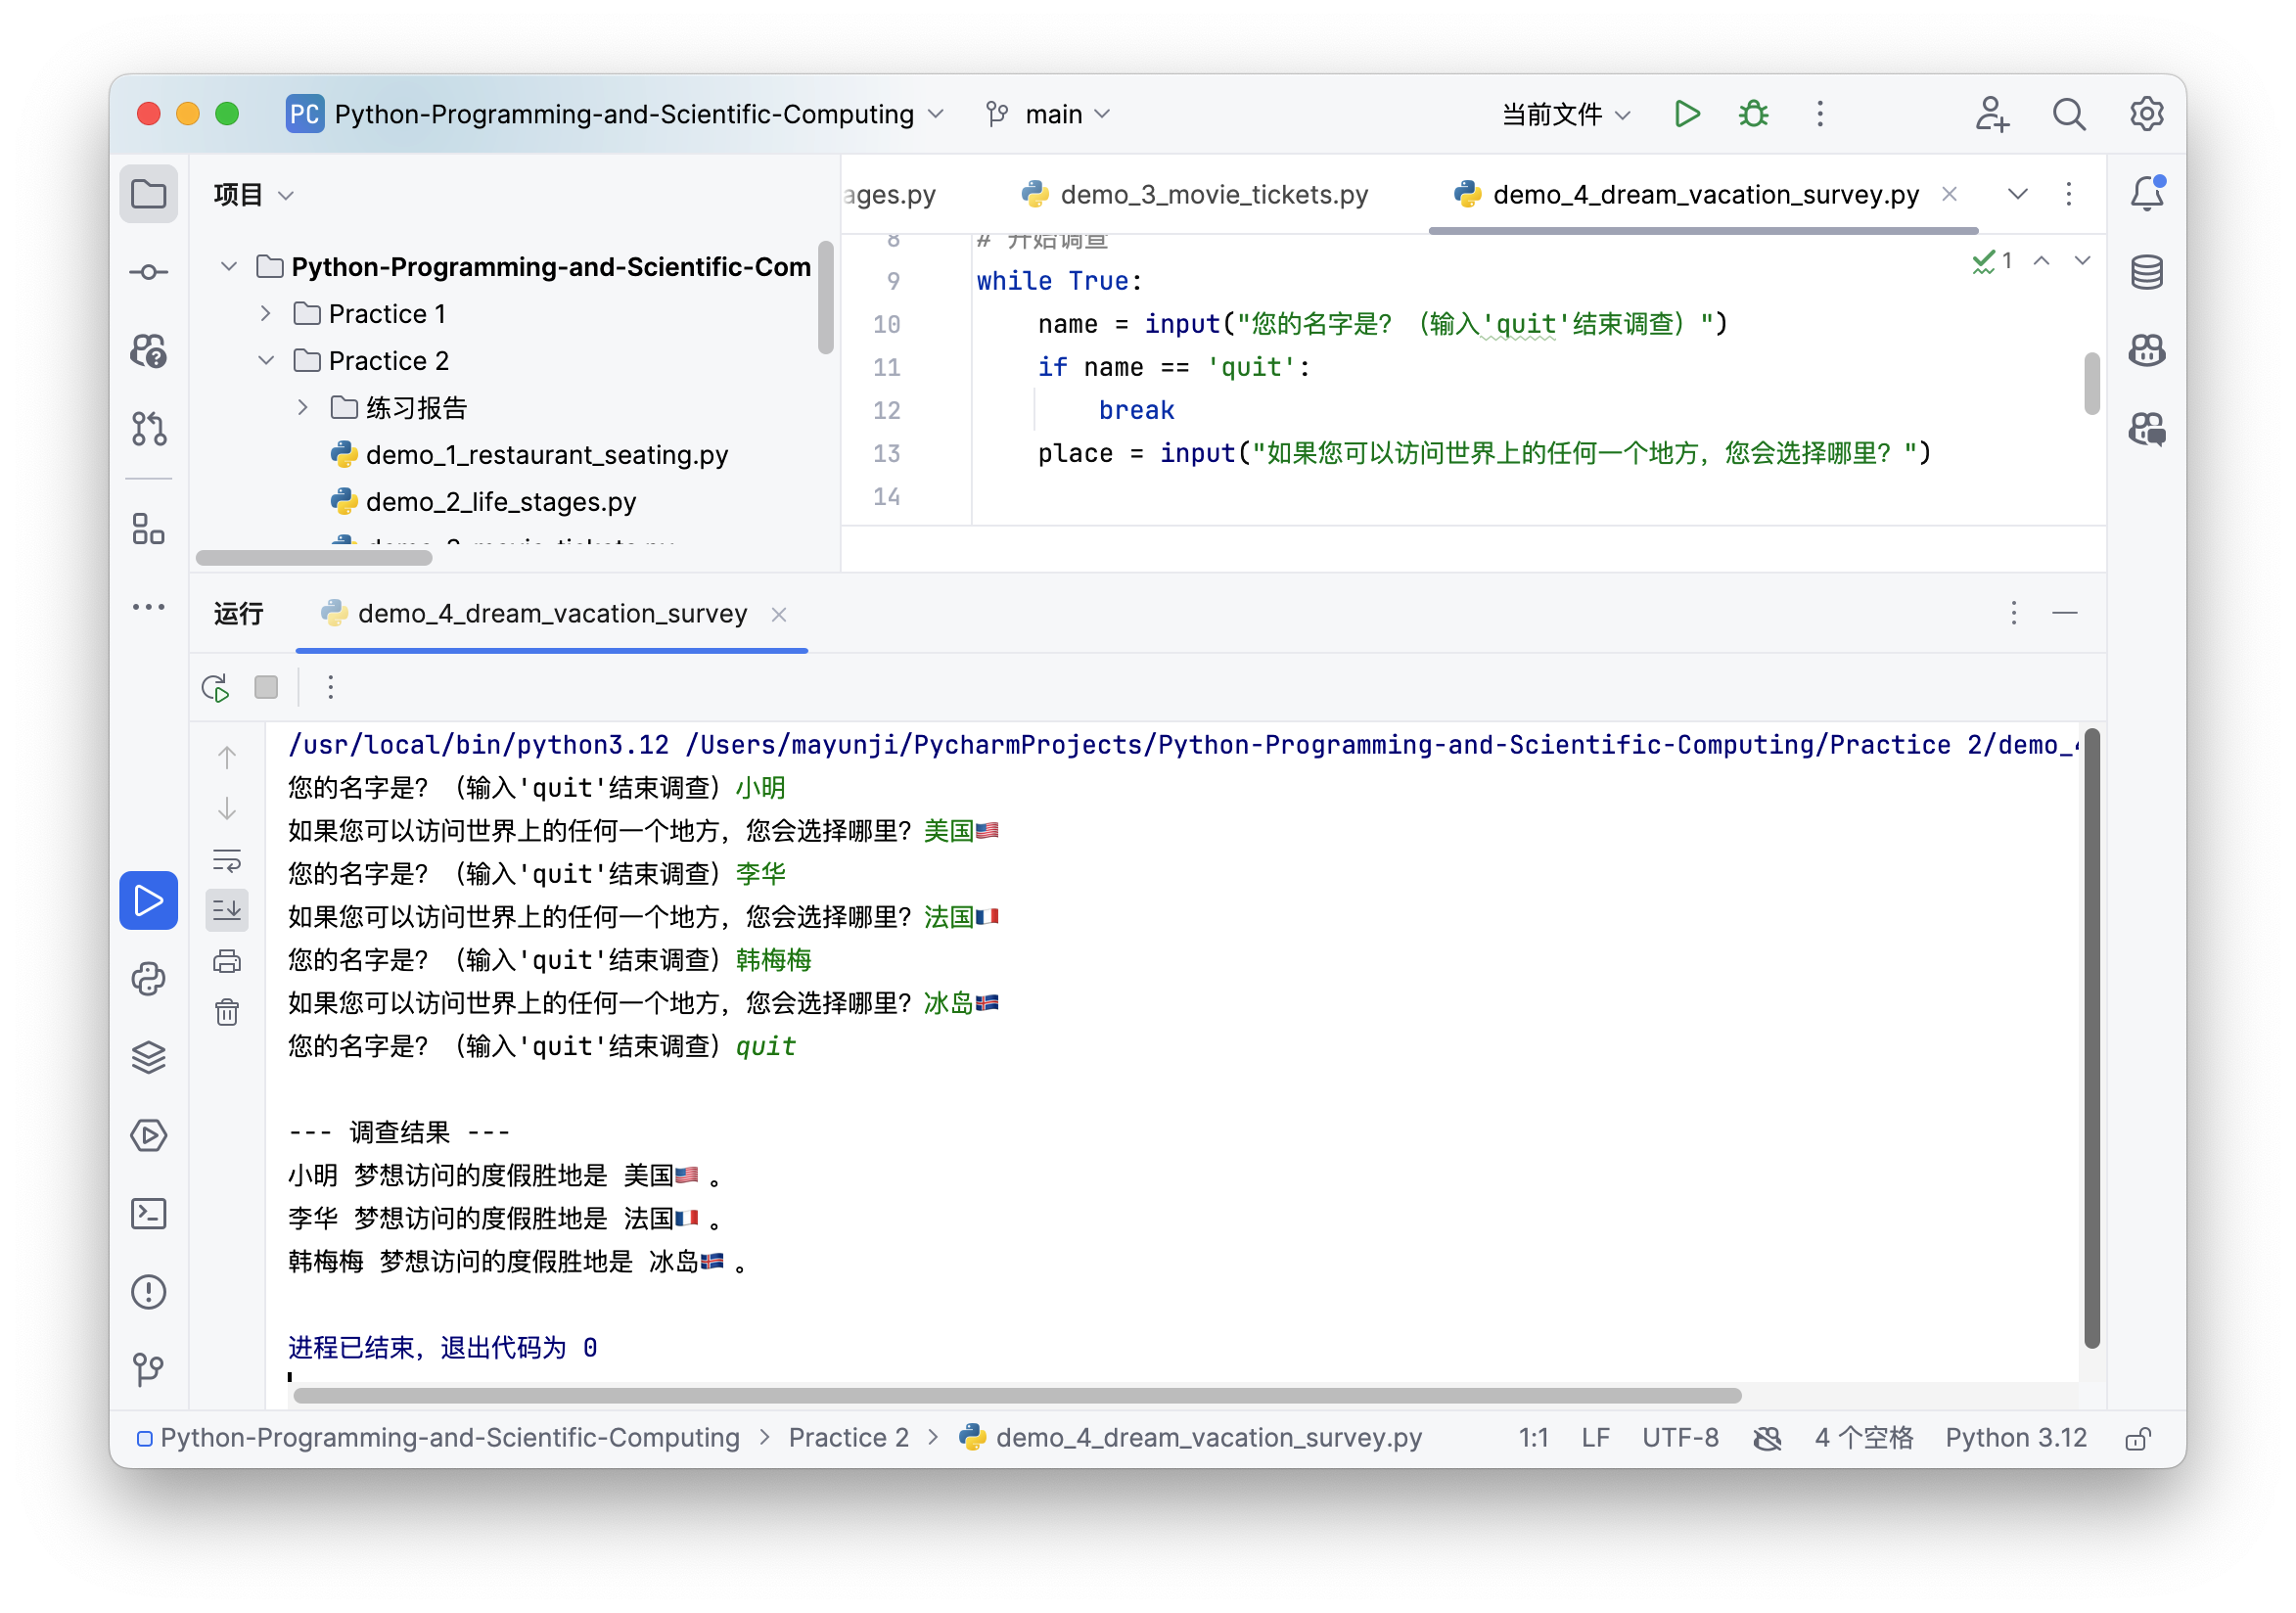 PC Python-Programming-and-Scientific-Computing main 当前文件
项目
Python-Programming-and-Scientific-Com
Practice 1
Practice 2
练习报告
demo_1_restaurant_seating.py
demo_2_life_stages.py
demo_3_movie_tickets.py
ages.py demo_3_movie_tickets.py demo_4_dream_vacation_survey.py
8 # 开始调查
9 while True:
10 name = input("您的名字是？（输入'quit'结束调查）")
11 if name == 'quit':
12 break
13 place = input("如果您可以访问世界上的任何一个地方，您会选择哪里？")
14
1
运行 demo_4_dream_vacation_survey
/usr/local/bin/python3.12 /Users/mayunji/PycharmProjects/Python-Programming-and-Scientific-Computing/Practice 2/demo_4
您的名字是？（输入'quit'结束调查）小明
如果您可以访问世界上的任何一个地方，您会选择哪里？美国🇺🇸
您的名字是？（输入'quit'结束调查）李华
如果您可以访问世界上的任何一个地方，您会选择哪里？法国🇫🇷
您的名字是？（输入'quit'结束调查）韩梅梅
如果您可以访问世界上的任何一个地方，您会选择哪里？冰岛🇮🇸
您的名字是？（输入'quit'结束调查）quit
--- 调查结果 ---
小明 梦想访问的度假胜地是 美国🇺🇸 。
李华 梦想访问的度假胜地是 法国🇫🇷 。
韩梅梅 梦想访问的度假胜地是 冰岛🇮🇸 。
进程已结束，退出代码为 0
Python-Programming-and-Scientific-Computing > Practice 2 > demo_4_dream_vacation_survey.py 1:1 LF UTF-8 4 个空格 Python 3.12